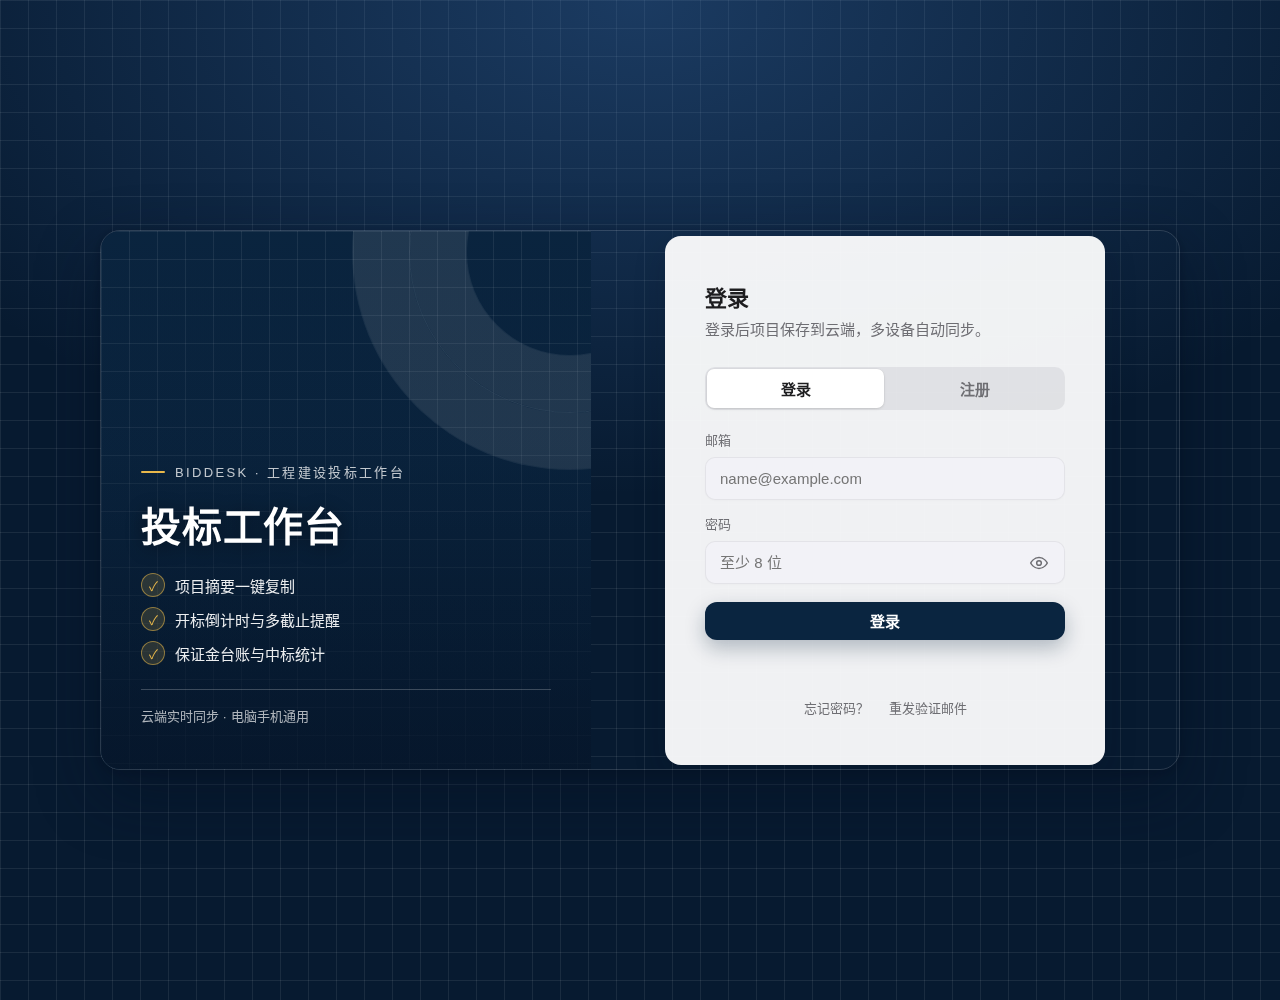 BIDDESK · 工程建设投标工作台
投标工作台
✓ 项目摘要一键复制
✓ 开标倒计时与多截止提醒
✓ 保证金台账与中标统计
云端实时同步 · 电脑手机通用
登录
登录后项目保存到云端，多设备自动同步。
登录 注册
邮箱
name@example.com
密码
至少 8 位
登录
忘记密码？ 重发验证邮件